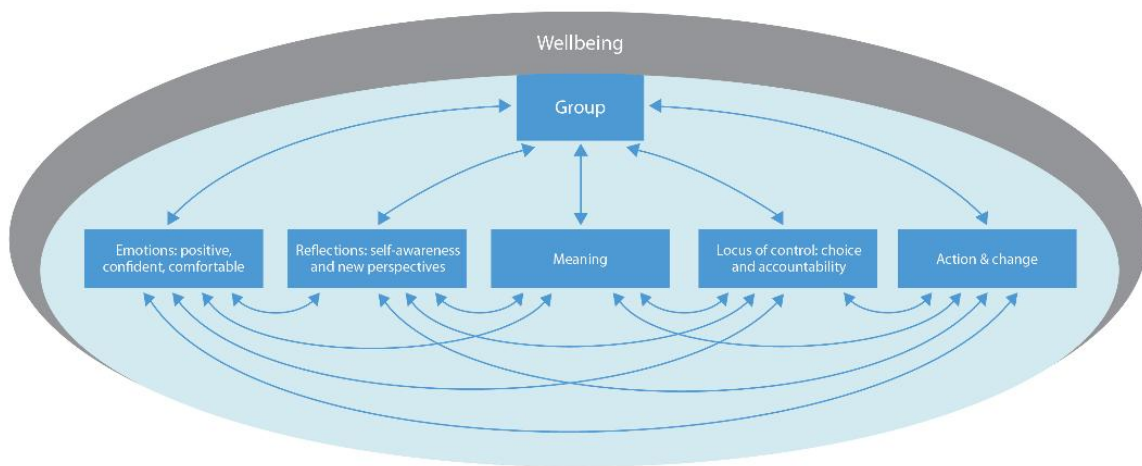 Wellbeing
Group
Emotions: positive,
confident, comfortable
Reflections: self-awareness
and new perspectives
Meaning
Locus of control: choice
and accountability
Action & change